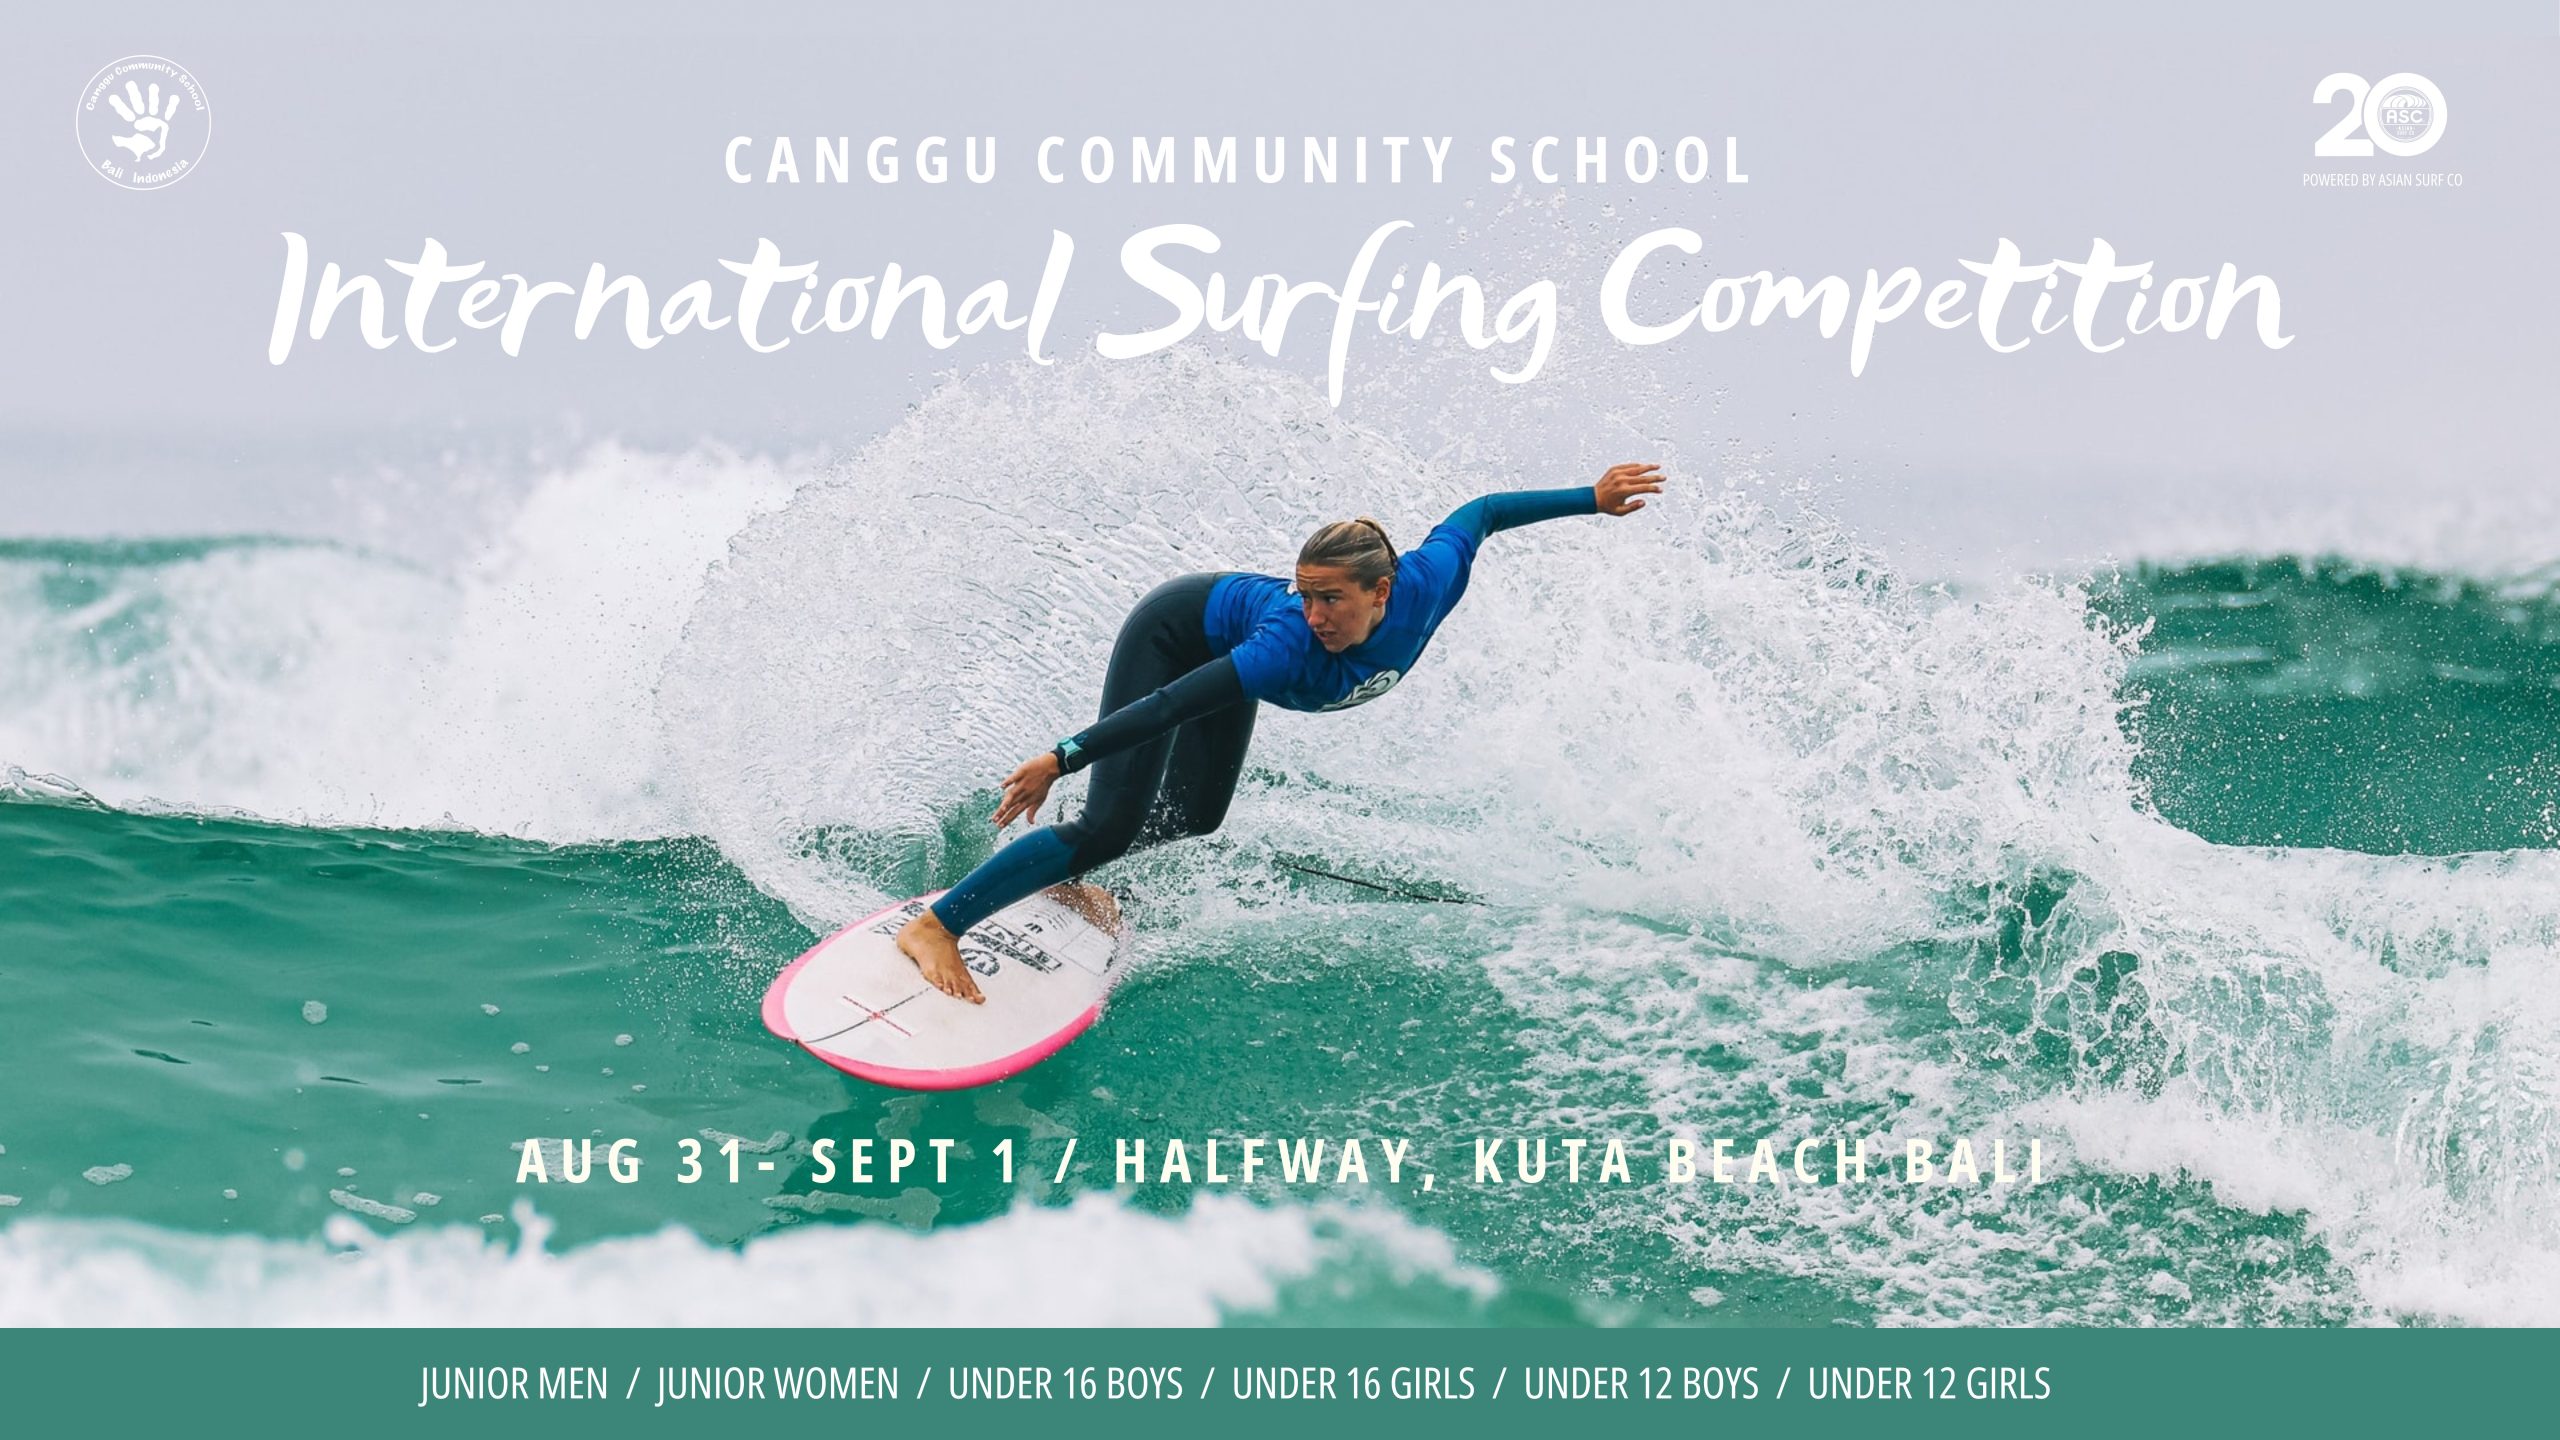 Canggu Community School
Bali Indonesia
20
ASC
POWERED BY ASIAN SURF CO
CANGGU COMMUNITY SCHOOL
International Surfing Competition
AUG 31- SEPT 1 / HALFWAY, KUTA BEACH BALI
JUNIOR MEN / JUNIOR WOMEN / UNDER 16 BOYS / UNDER 16 GIRLS / UNDER 12 BOYS / UNDER 12 GIRLS